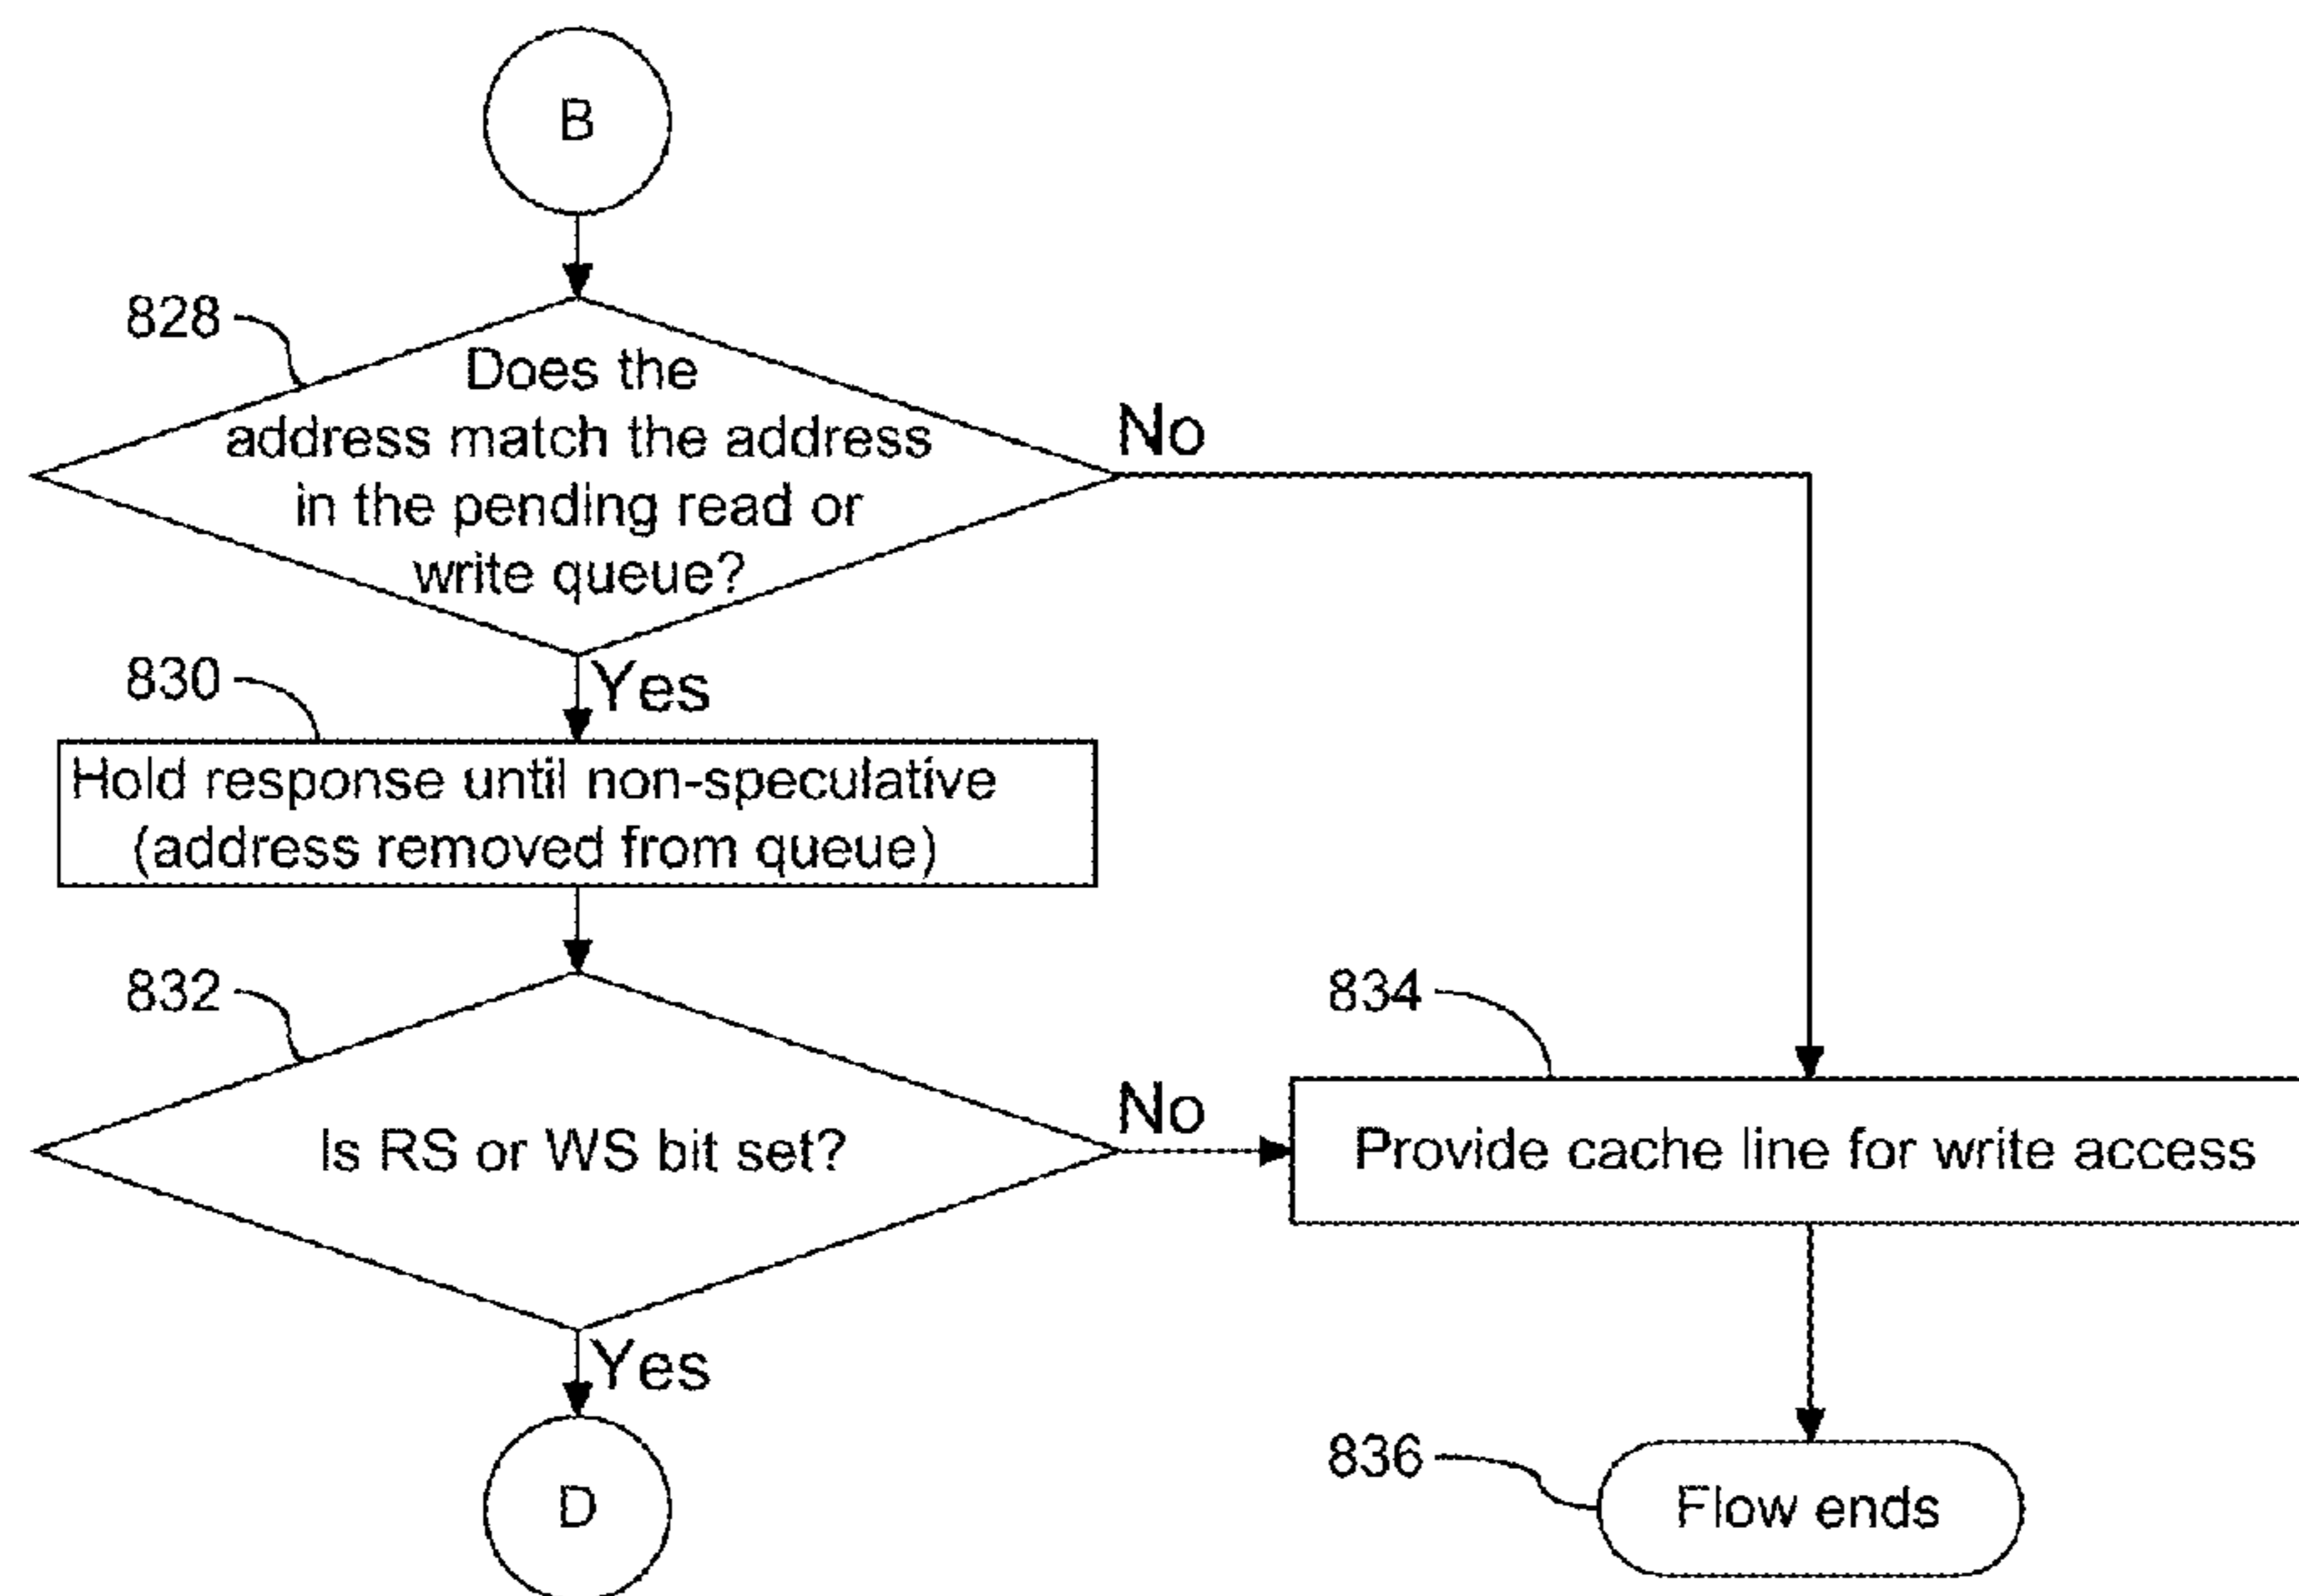 B
828
Does the
address match the address
in the pending read or
write queue?
No
830
Yes
Hold response until non-speculative
(address removed from queue)
832
Is RS or WS bit set?
No
834
Provide cache line for write access
Yes
D
836
Flow ends